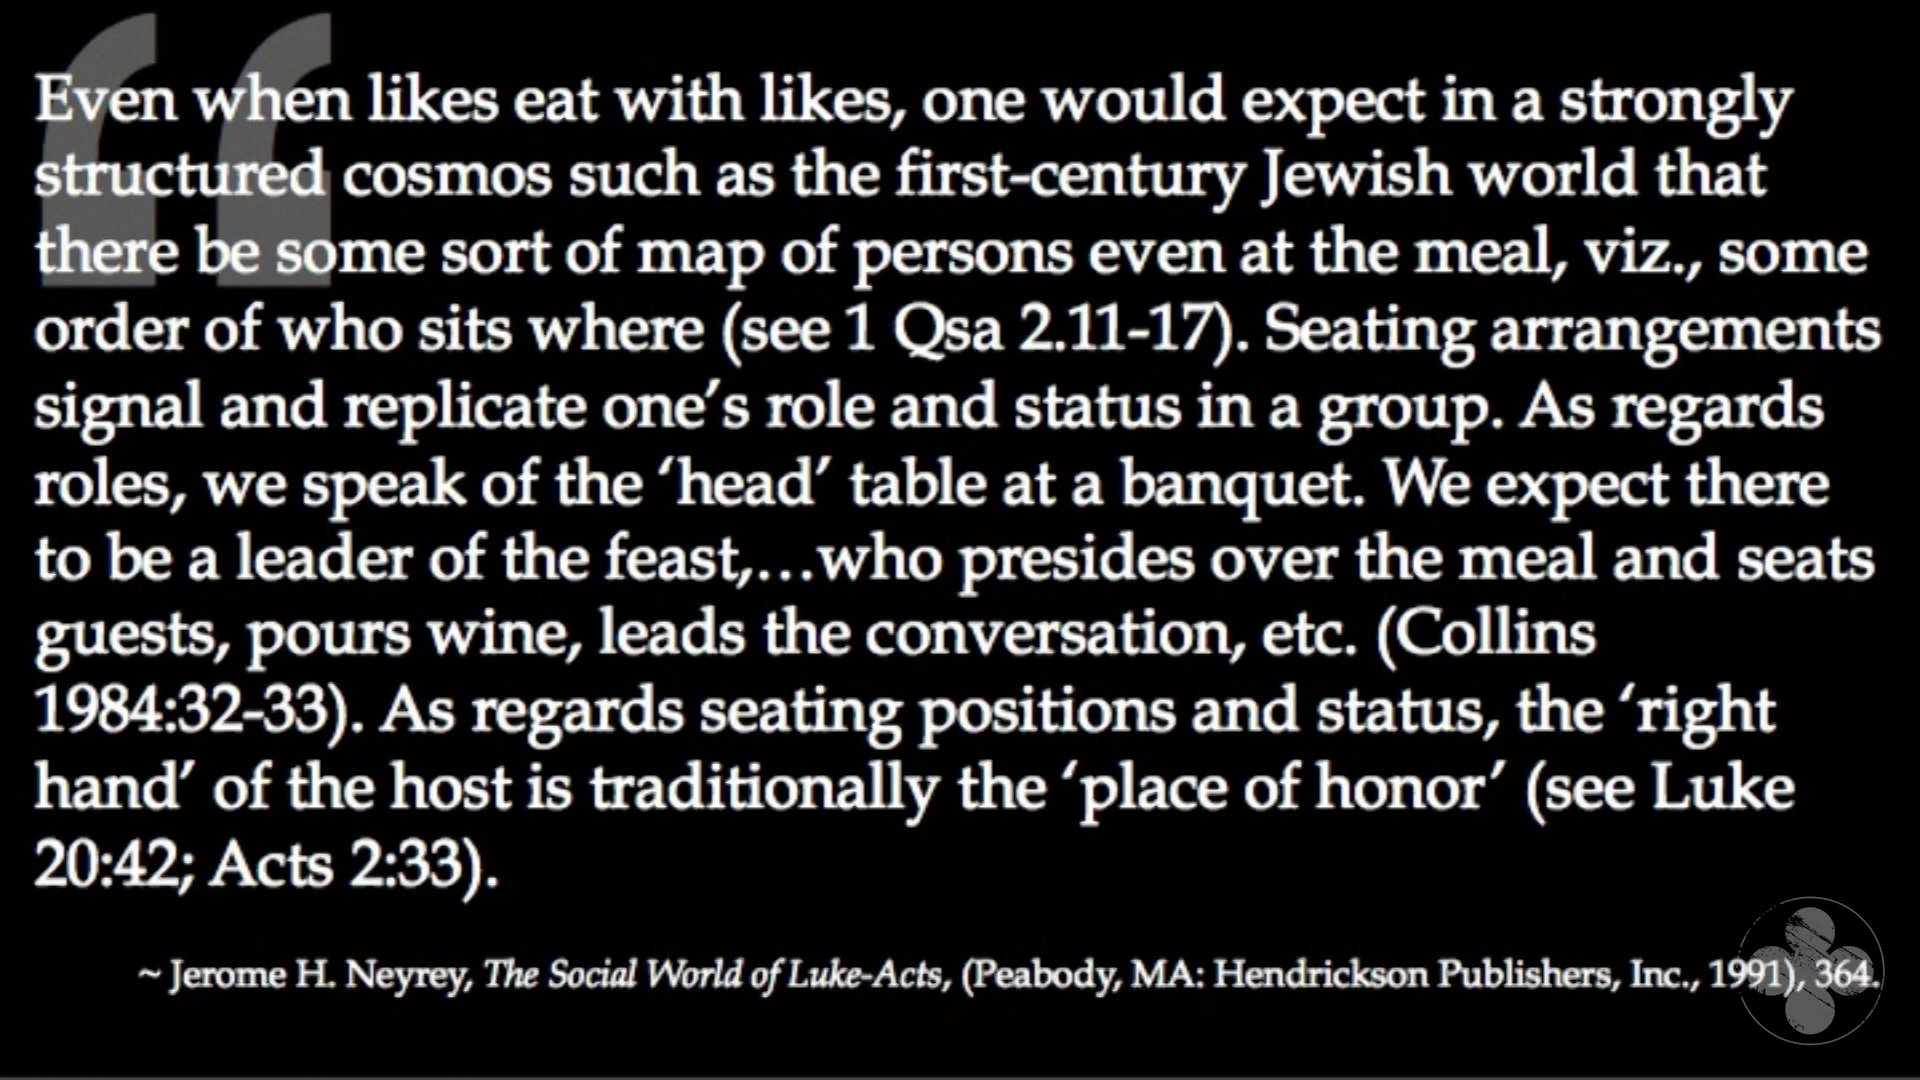 Even when likes eat with likes, one would expect in a strongly
structured cosmos such as the first-century Jewish world that
there be some sort of map of persons even at the meal, viz., some
order of who sits where (see 1 Qsa 2.11-17). Seating arrangements
signal and replicate one’s role and status in a group. As regards
roles, we speak of the ‘head’ table at a banquet. We expect there
to be a leader of the feast,…who presides over the meal and seats
guests, pours wine, leads the conversation, etc. (Collins
1984:32-33). As regards seating positions and status, the ‘right
hand’ of the host is traditionally the ‘place of honor’ (see Luke
20:42; Acts 2:33).
~ Jerome H. Neyrey, The Social World of Luke-Acts, (Peabody, MA: Hendrickson Publishers, Inc., 1991), 364.